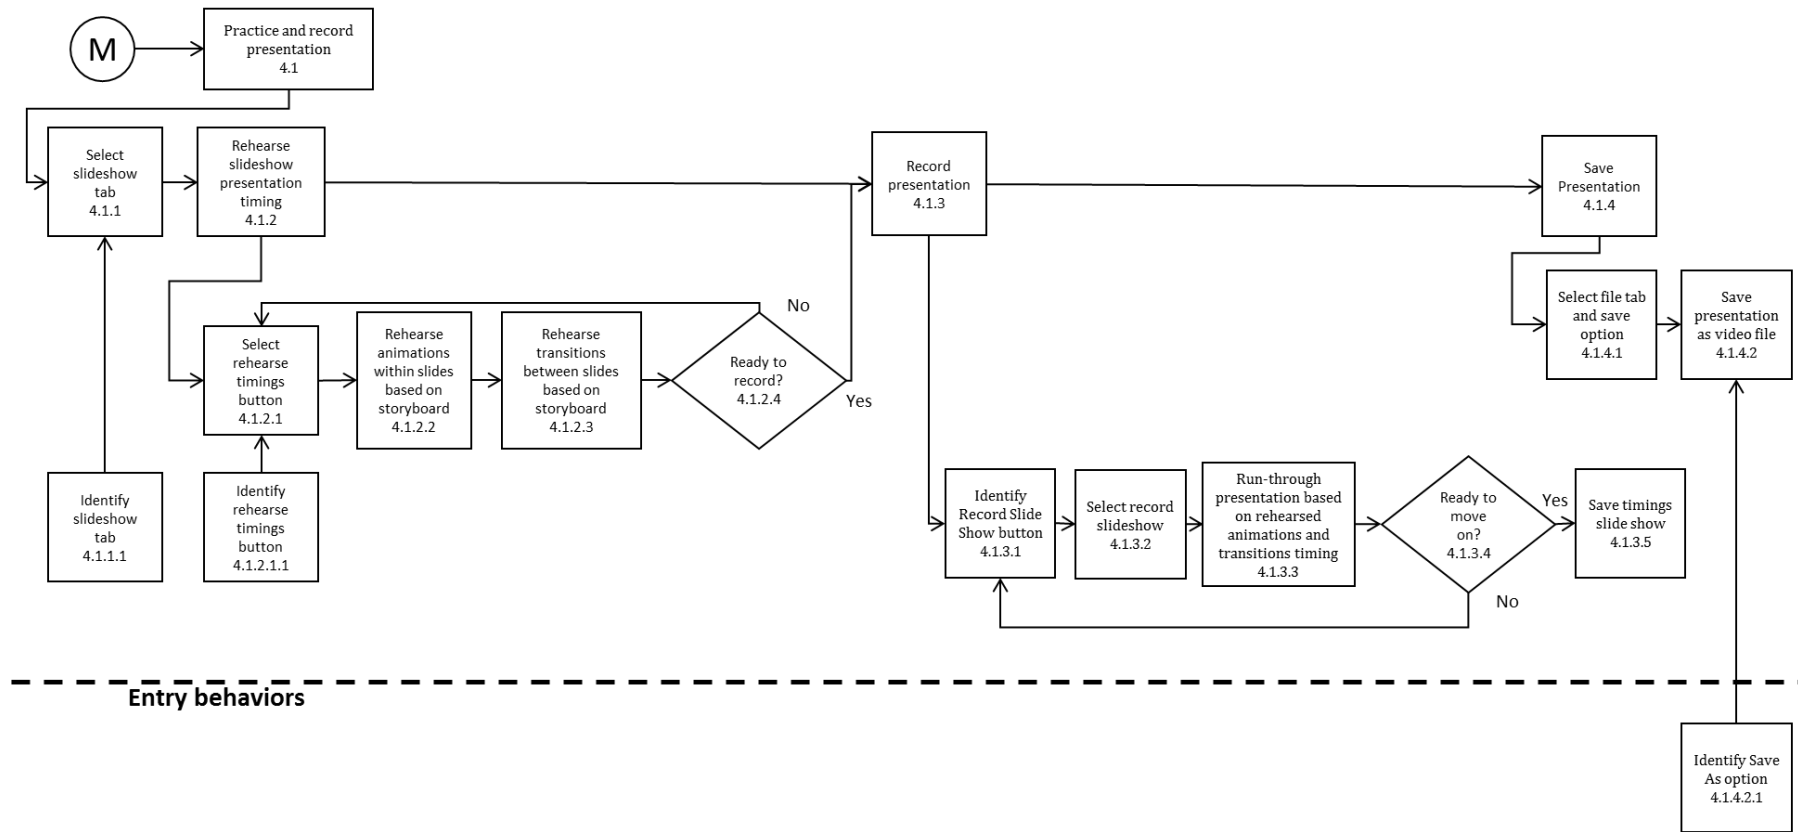 M
Practice and record
presentation
4.1
Select
slideshow
tab
4.1.1
Rehearse
slideshow
presentation
timing
4.1.2
Record
presentation
4.1.3
Save
Presentation
4.1.4
Select file tab
and save
option
4.1.4.1
Save
presentation
as video file
4.1.4.2
No
Select
rehearse
timings
button
4.1.2.1
Rehearse
animations
within slides
based on
storyboard
4.1.2.2
Rehearse
transitions
between slides
based on
storyboard
4.1.2.3
Ready to
record?
4.1.2.4
Yes
Identify
slideshow
tab
4.1.1.1
Identify
rehearse
timings
button
4.1.2.1.1
Identify
Record Slide
Show button
4.1.3.1
Select record
slideshow
4.1.3.2
Run-through
presentation based
on rehearsed
animations and
transitions timing
4.1.3.3
Ready to
move
on?
4.1.3.4
Yes
Save timings
slide show
4.1.3.5
No
Entry behaviors
Identify Save
As option
4.1.4.2.1